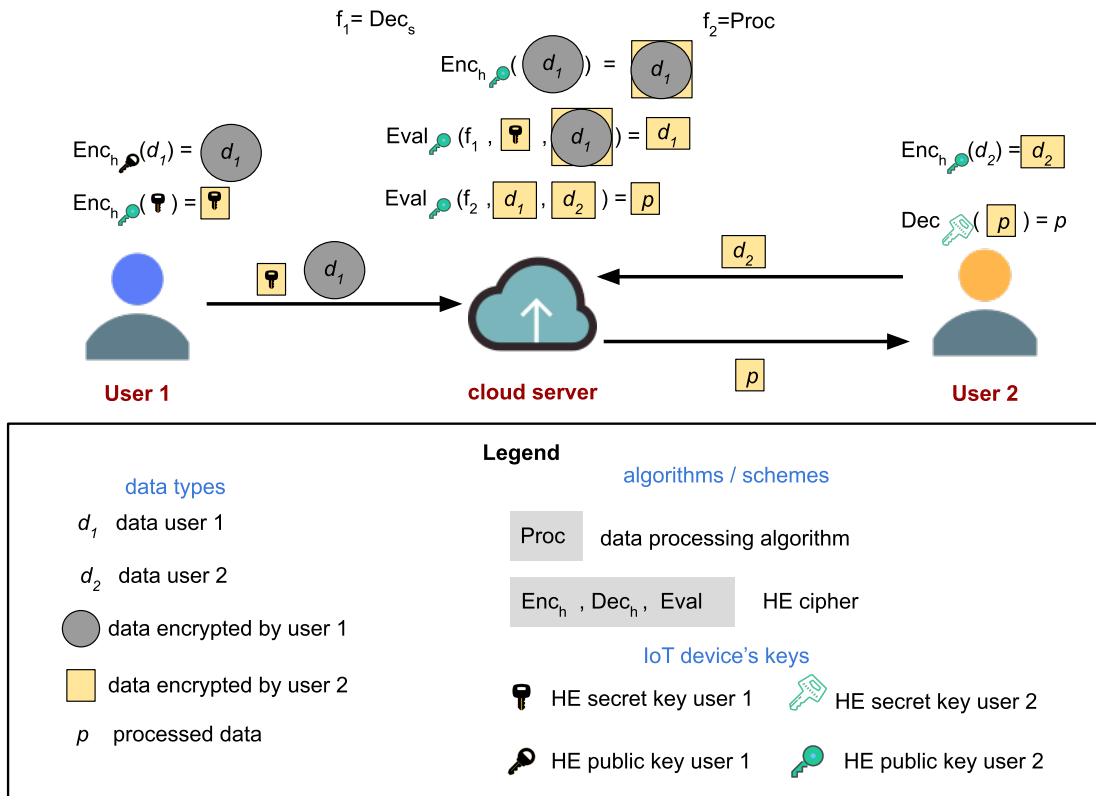 f1= Decs
f2=Proc
Ench( d1 ) = d1
Eval (f1 , , d1 ) = d1
Eval (f2 , d1 , d2 ) = p
Ench(d1) = d1
Ench( ) =
Ench(d2) = d2
Dec ( p ) = p
d1
d2
p
User 1
cloud server
User 2
Legend
data types
d1 data user 1
d2 data user 2
data encrypted by user 1
data encrypted by user 2
p processed data
algorithms / schemes
Proc data processing algorithm
Ench , Dech , Eval HE cipher
IoT device's keys
HE secret key user 1
HE secret key user 2
HE public key user 1
HE public key user 2